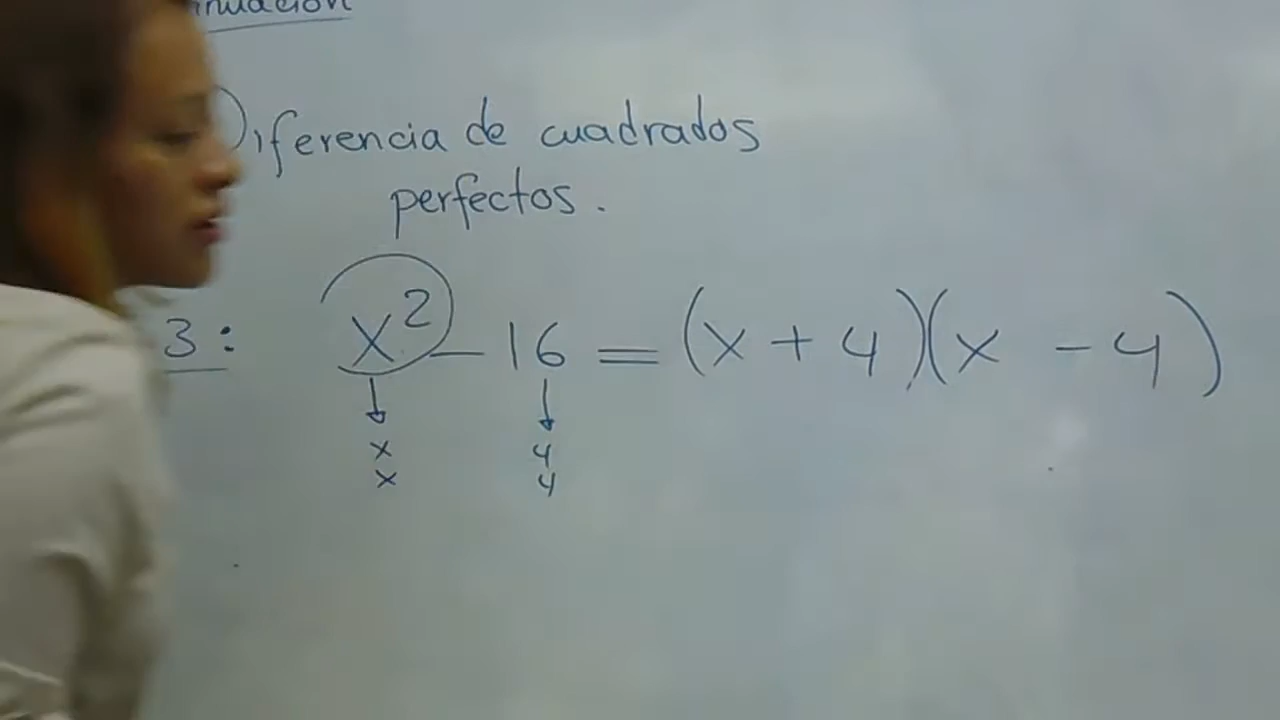 Diferencia de cuadrados
perfectos.
3: x² - 16 = (x + 4)(x - 4)
x 4
x 4